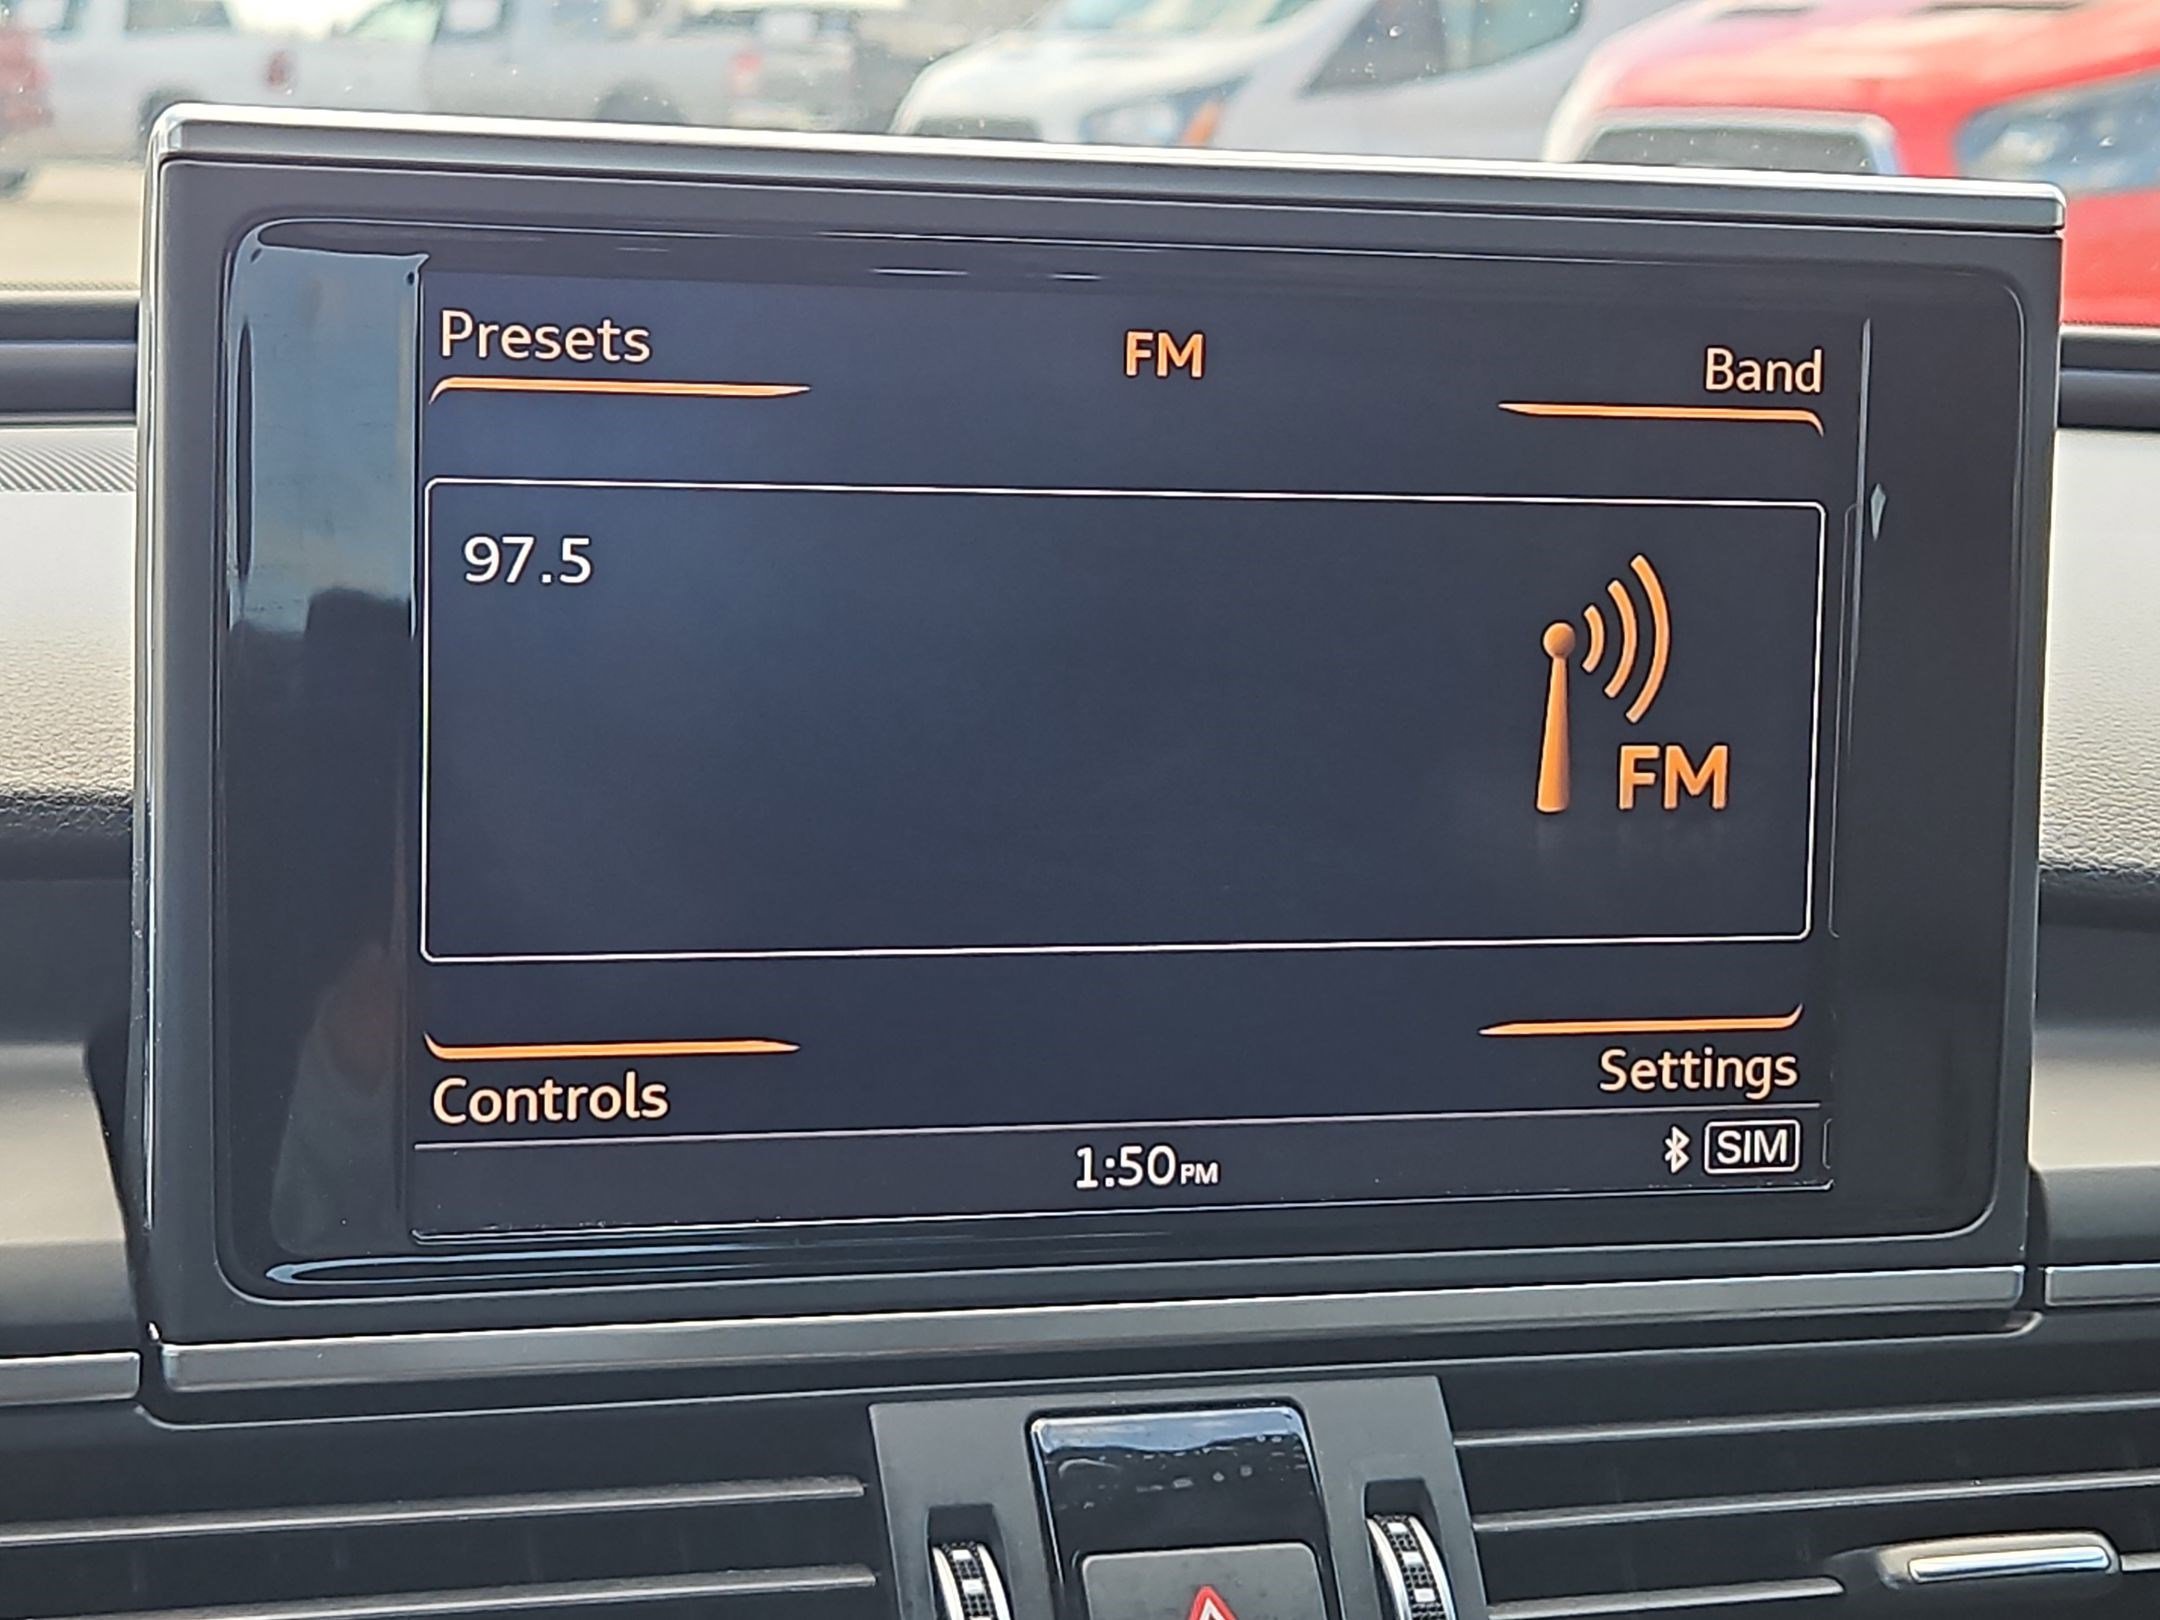 Presets
FM
Band
97.5
FM
Controls
Settings
1:50PM
SIM